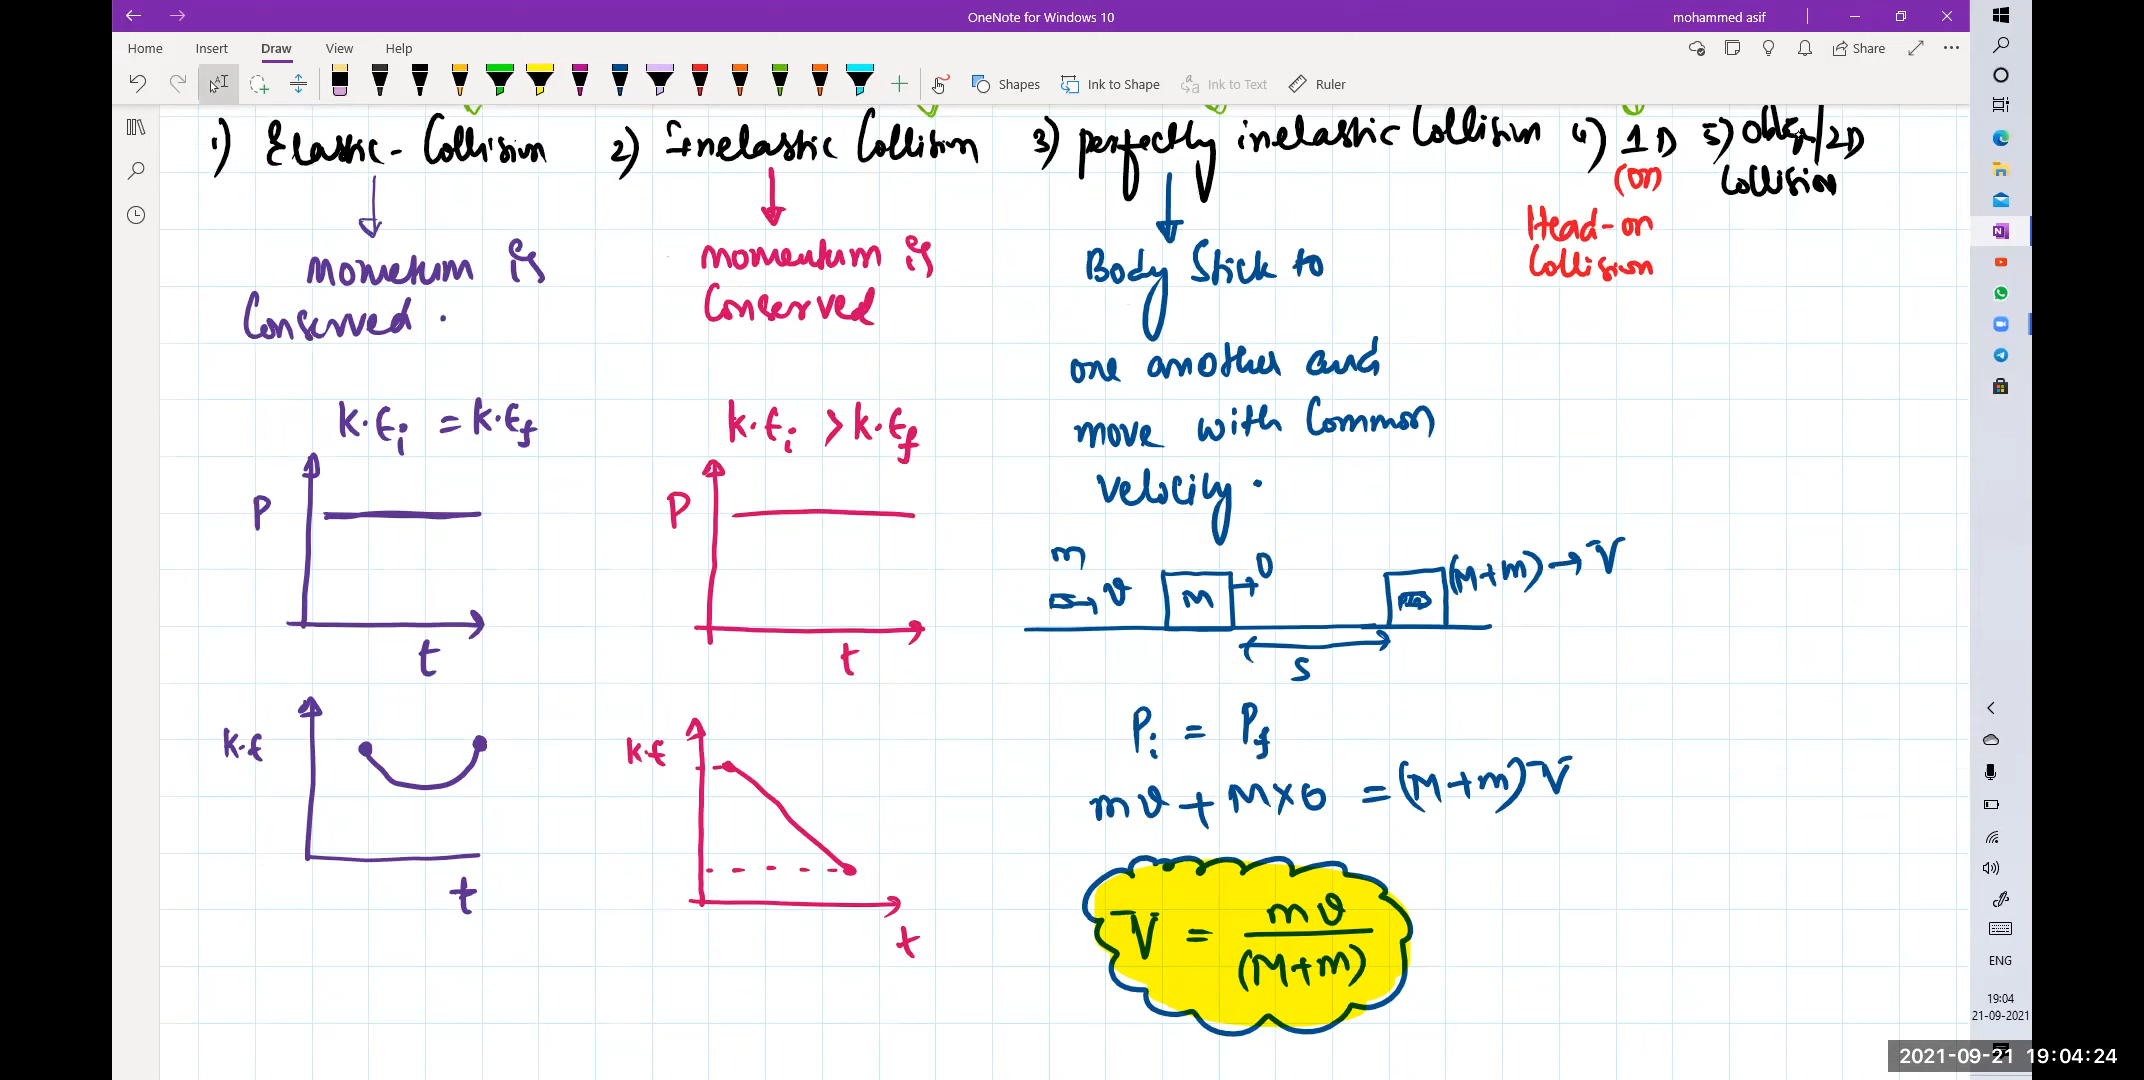 OneNote for Windows 10
mohammed asif
Home Insert Draw View Help
Share
Shapes Ink to Shape Ink to Text Ruler
1) Elastic - Collision
2) Inelastic Collision
3) perfectly inelastic Collision
4) 1D
(or)
Head-on
Collision
5) /2D
Collision
momentum is
Conserved .
K.Ei = K.Ef
P
t
K.E
t
momentum is
Conserved
K.Ei > K.Ef
P
t
K.E
t
Body Stick to
one another and
move with Common
velocity .
m
v
M
0
(M+m) → V
S
Pi = Pf
mv + M×0 = (M+m) V
V = mv
(M+m)
ENG
19:04
21-09-2021
2021-09-21 19:04:24